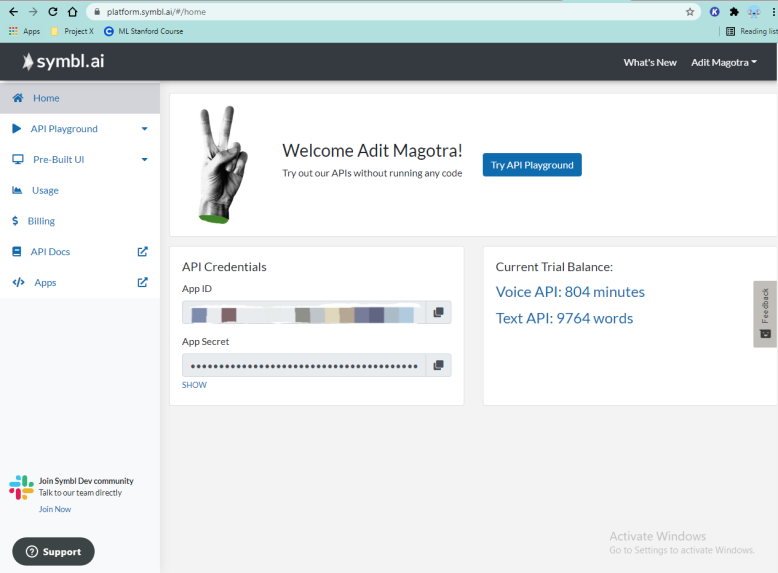 platform.symbl.ai/#/home
Apps
Project X
ML Stanford Course
Reading list
symbl.ai
What's New
Adit Magotra
Home
API Playground
Pre-Built UI
Usage
Billing
API Docs
Apps
Welcome Adit Magotra!
Try out our APIs without running any code
Try API Playground
API Credentials
App ID
App Secret
SHOW
Current Trial Balance:
Voice API: 804 minutes
Text API: 9764 words
Feedback
Join Symbl Dev community
Talk to our team directly
Join Now
Support
Activate Windows
Go to Settings to activate Windows.